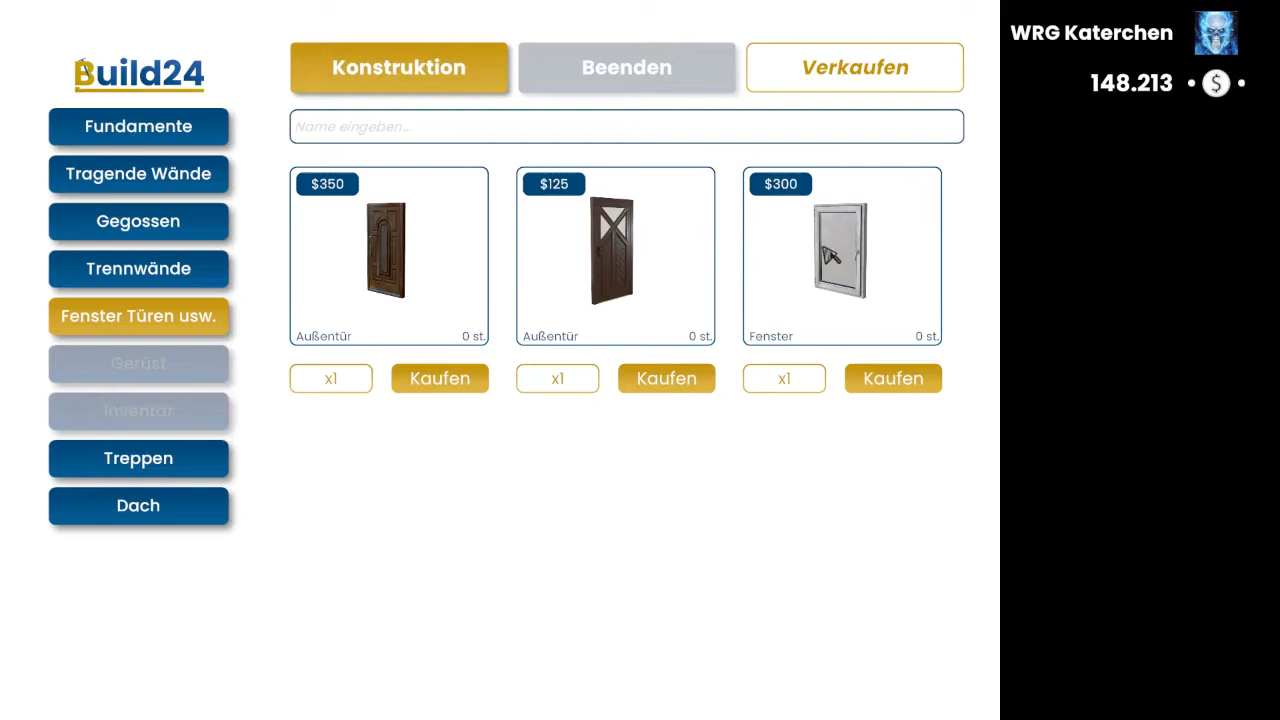 Build24
Fundamente
Tragende Wände
Gegossen
Trennwände
Fenster Türen usw.
Gerüst
Inventar
Treppen
Dach
Konstruktion
Beenden
Verkaufen
Name eingeben...
$350
Außentür 0 st.
x1
Kaufen
$125
Außentür 0 st.
x1
Kaufen
$300
Fenster 0 st.
x1
Kaufen
WRG Katerchen
148.213
$